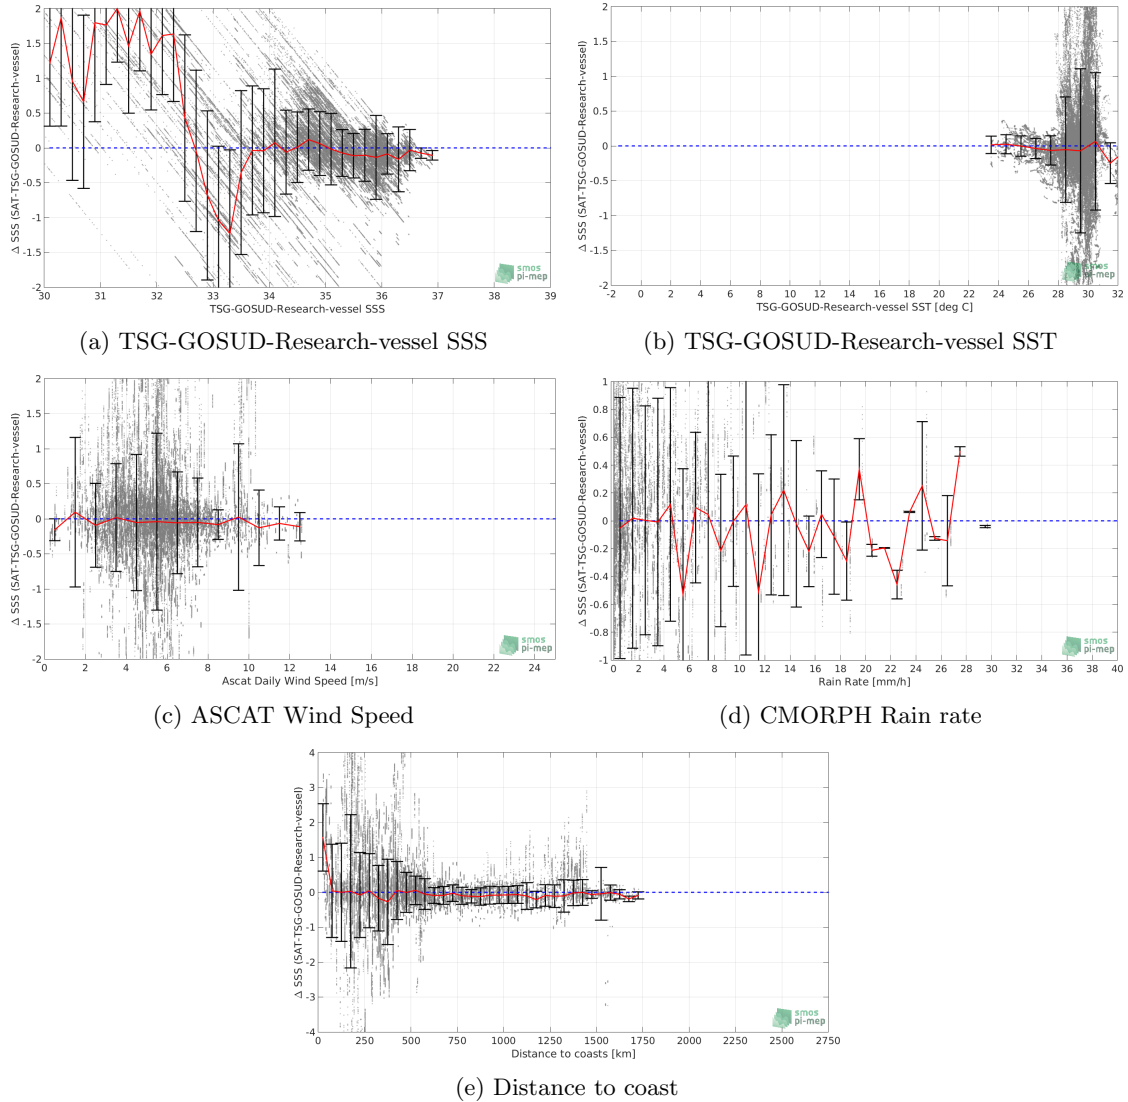 Δ SSS (SAT-TSG-GOSUD-Research-vessel)
2
1.5
1
0.5
0
-0.5
-1
-1.5
-2
30 31 32 33 34 35 36 37 38 39
TSG-GOSUD-Research-vessel SSS
smos
pi-mep
(a) TSG-GOSUD-Research-vessel SSS
Δ SSS (SAT-TSG-GOSUD-Research-vessel)
2
1.5
1
0.5
0
-0.5
-1
-1.5
-2
-2 0 2 4 6 8 10 12 14 16 18 20 22 24 26 28 30 32
TSG-GOSUD-Research-vessel SST [deg C]
smos
pi-mep
(b) TSG-GOSUD-Research-vessel SST
Δ SSS (SAT-TSG-GOSUD-Research-vessel)
2
1.5
1
0.5
0
-0.5
-1
-1.5
-2
0 2 4 6 8 10 12 14 16 18 20 22 24
Ascat Daily Wind Speed [m/s]
smos
pi-mep
(c) ASCAT Wind Speed
Δ SSS (SAT-TSG-GOSUD-Research-vessel)
1
0.8
0.6
0.4
0.2
0
-0.2
-0.4
-0.6
-0.8
-1
0 2 4 6 8 10 12 14 16 18 20 22 24 26 28 30 32 34 36 38 40
Rain Rate [mm/h]
smos
pi-mep
(d) CMORPH Rain rate
Δ SSS (SAT-TSG-GOSUD-Research-vessel)
4
3
2
1
0
-1
-2
-3
-4
0 250 500 750 1000 1250 1500 1750 2000 2250 2500 2750
Distance to coasts [km]
smos
pi-mep
(e) Distance to coast